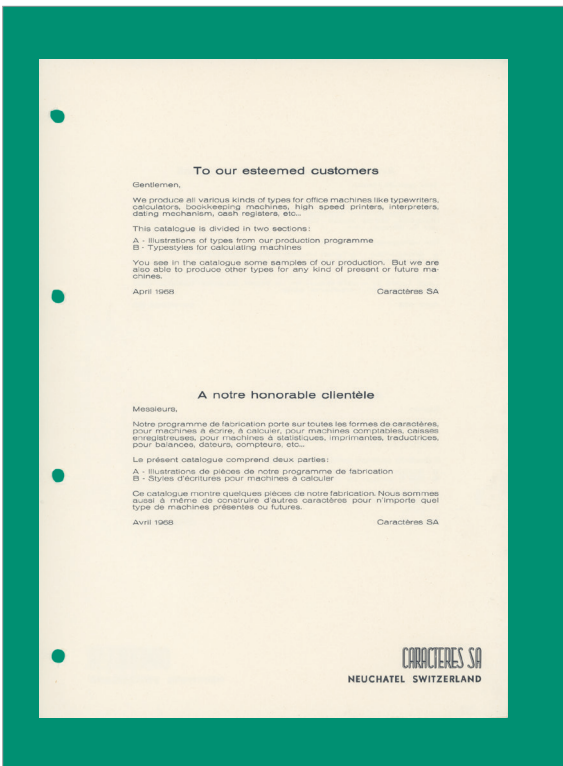 To our esteemed customers
Gentlemen,
We produce all various kinds of types for office machines like typewriters,
calculators, bookkeeping machines, high speed printers, interpreters,
dating mechanism, cash registers, etc...
This catalogue is divided in two sections:
A - Illustrations of types from our production programme
B - Typestyles for calculating machines
You see in the catalogue some samples of our production. But we are
also able to produce other types for any kind of present or future ma-
chines.
April 1968 Caractères SA
A notre honorable clientèle
Messieurs,
Notre programme de fabrication porte sur toutes les formes de caractères,
pour machines à écrire, à calculer, pour machines comptables, caisses
enregistreuses, pour machines à statistiques, imprimantes, traductrices,
pour balances, dateurs, compteurs, etc...
Le présent catalogue comprend deux parties:
A - Illustrations de pièces de notre programme de fabrication
B - Styles d'écritures pour machines à calculer
Ce catalogue montre quelques pièces de notre fabrication. Nous sommes
aussi à même de construire d'autres caractères pour n'importe quel
type de machines présentes ou futures.
Avril 1968 Caractères SA
CARACTERES SA
NEUCHATEL SWITZERLAND